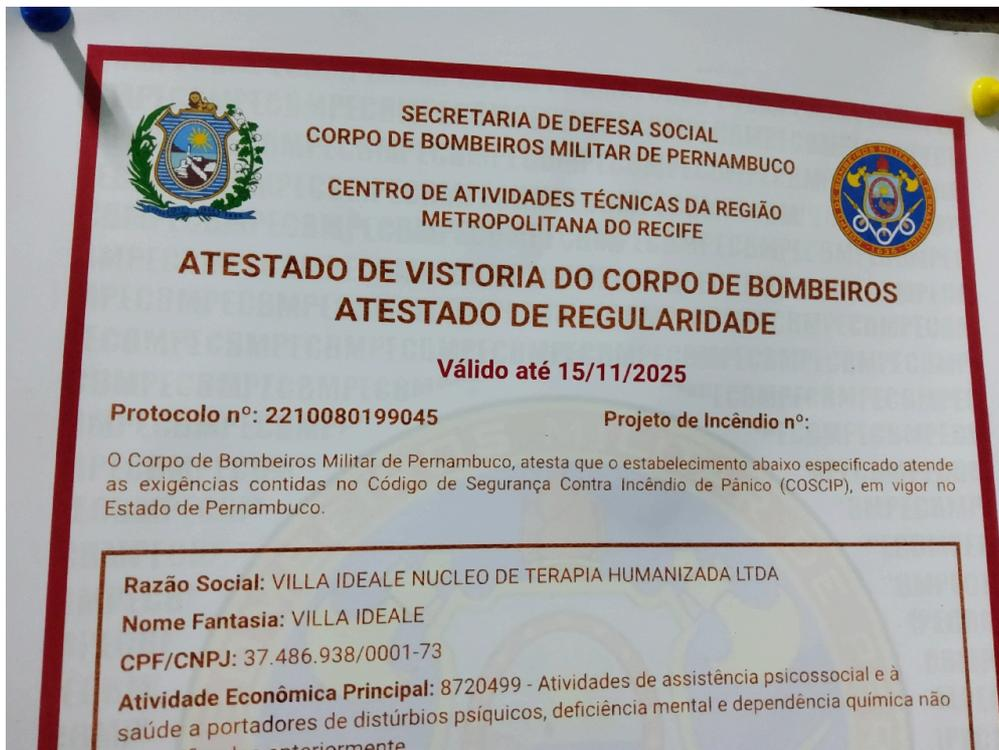 SECRETARIA DE DEFESA SOCIAL
CORPO DE BOMBEIROS MILITAR DE PERNAMBUCO
CENTRO DE ATIVIDADES TÉCNICAS DA REGIÃO
METROPOLITANA DO RECIFE
ATESTADO DE VISTORIA DO CORPO DE BOMBEIROS
ATESTADO DE REGULARIDADE
Válido até 15/11/2025
Protocolo nº: 2210080199045 Projeto de Incêndio nº:
O Corpo de Bombeiros Militar de Pernambuco, atesta que o estabelecimento abaixo especificado atende
as exigências contidas no Código de Segurança Contra Incêndio de Pânico (COSCIP), em vigor no
Estado de Pernambuco.
Razão Social: VILLA IDEALE NUCLEO DE TERAPIA HUMANIZADA LTDA
Nome Fantasia: VILLA IDEALE
CPF/CNPJ: 37.486.938/0001-73
Atividade Econômica Principal: 8720499 - Atividades de assistência psicossocial e à
saúde a portadores de distúrbios psíquicos, deficiência mental e dependência química não
anteriormente